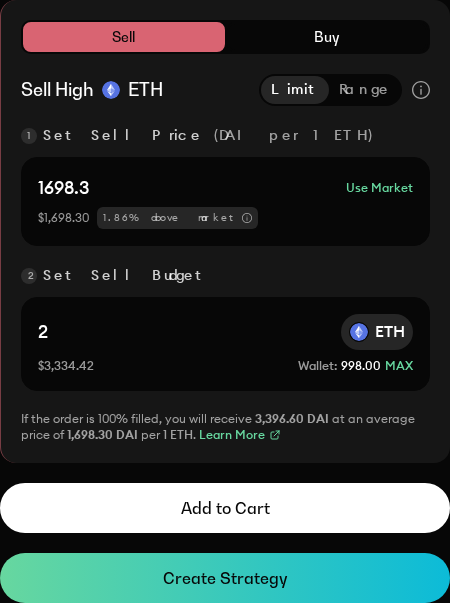 Sell Buy
Sell High ETH Limit Range
1 Set Sell Price (DAI per 1 ETH)
1698.3 Use Market
$1,698.30 1.86% above market
2 Set Sell Budget
2 ETH
$3,334.42 Wallet: 998.00 MAX
If the order is 100% filled, you will receive 3,396.60 DAI at an average
price of 1,698.30 DAI per 1 ETH. Learn More
Add to Cart
Create Strategy